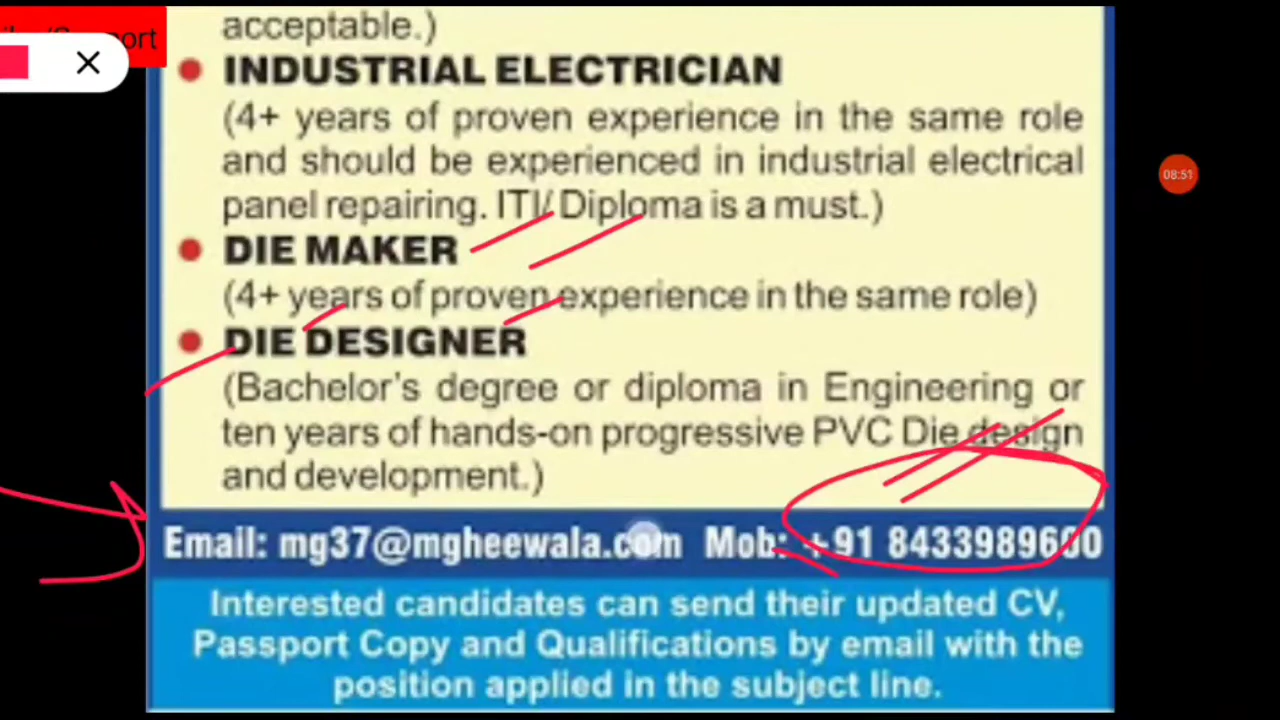 acceptable.)
INDUSTRIAL ELECTRICIAN
(4+ years of proven experience in the same role
and should be experienced in industrial electrical
panel repairing. ITI/ Diploma is a must.)
DIE MAKER
(4+ years of proven experience in the same role)
DIE DESIGNER
(Bachelor's degree or diploma in Engineering or
ten years of hands-on progressive PVC Die design
and development.)
Email: mg37@mgheewala.com Mob: +91 8433989600
Interested candidates can send their updated CV,
Passport Copy and Qualifications by email with the
position applied in the subject line.
08:51